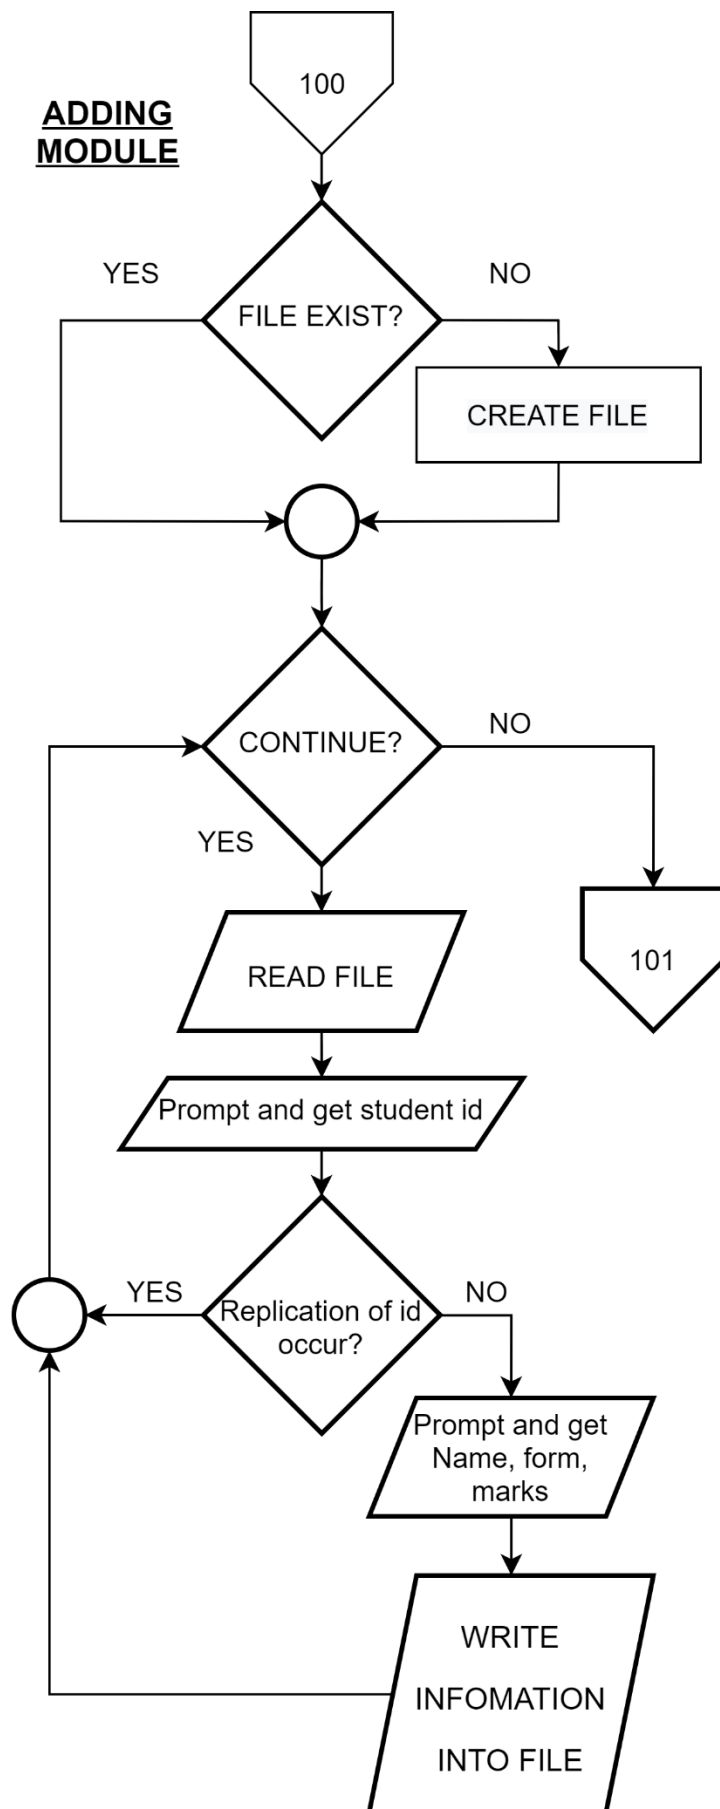 100
ADDING
MODULE
YES
NO
FILE EXIST?
CREATE FILE
CONTINUE?
NO
YES
READ FILE
101
Prompt and get student id
YES
NO
Replication of id
occur?
Prompt and get
Name, form,
marks
WRITE
INFOMATION
INTO FILE